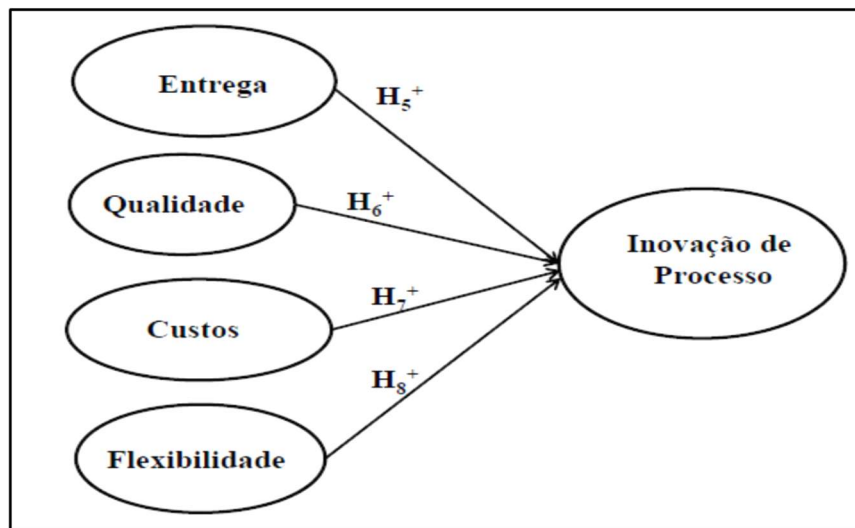 Entrega
H₅⁺
Qualidade
H₆⁺
Inovação de
Processo
Custos
H₇⁺
Flexibilidade
H₈⁺